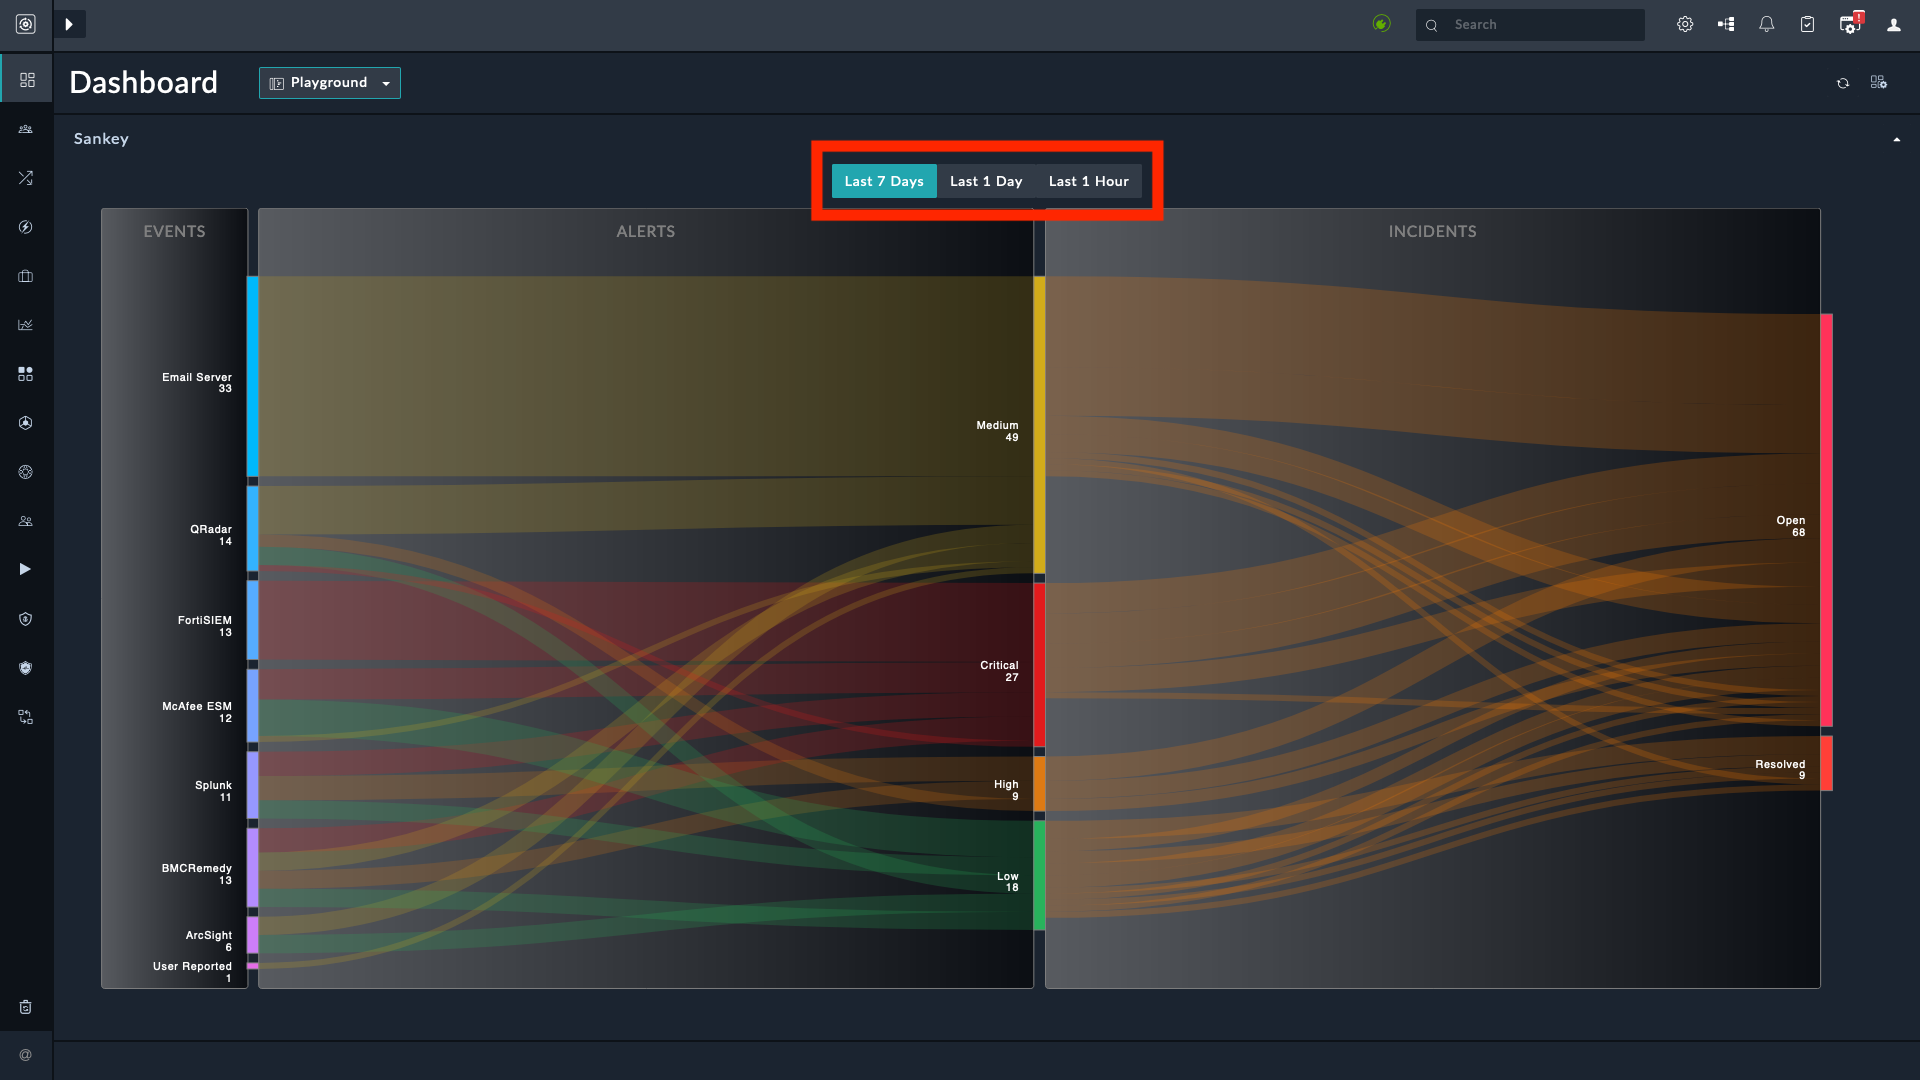 Search
Dashboard
Playground
Sankey
Last 7 Days
Last 1 Day
Last 1 Hour
EVENTS
ALERTS
INCIDENTS
Email Server
33
QRadar
14
FortiSIEM
13
McAfee ESM
12
Splunk
11
BMCRemedy
13
ArcSight
6
User Reported
1
Medium
49
Critical
27
High
9
Low
18
Open
68
Resolved
9
@